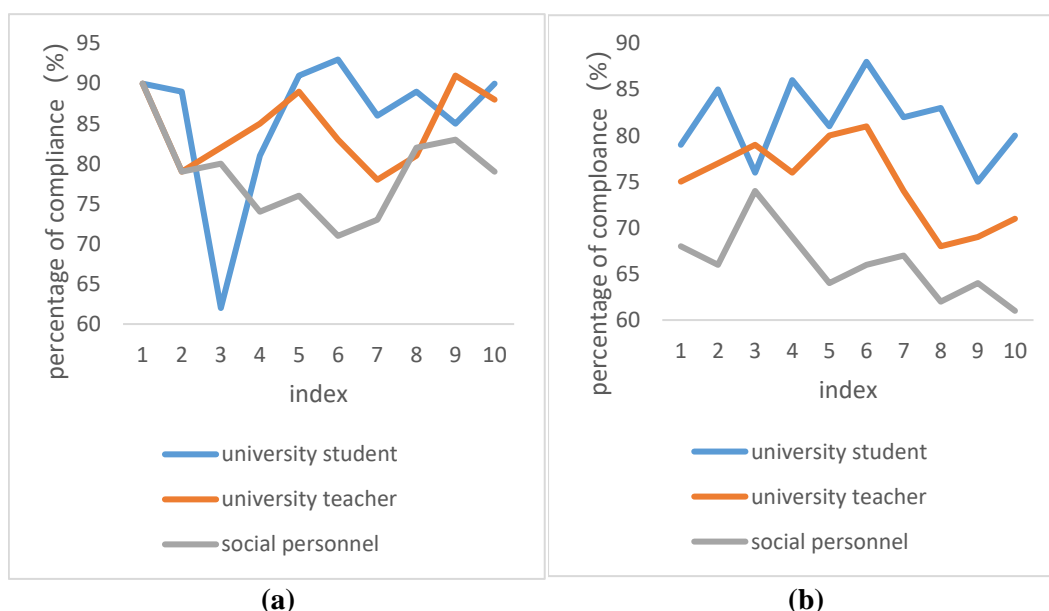 percentage of compliance (%)
95
90
85
80
75
70
65
60
1 2 3 4 5 6 7 8 9 10
index
university student
university teacher
social personnel
(a)
percentage of comploance (%)
90
85
80
75
70
65
60
1 2 3 4 5 6 7 8 9 10
index
university student
university teacher
social personnel
(b)